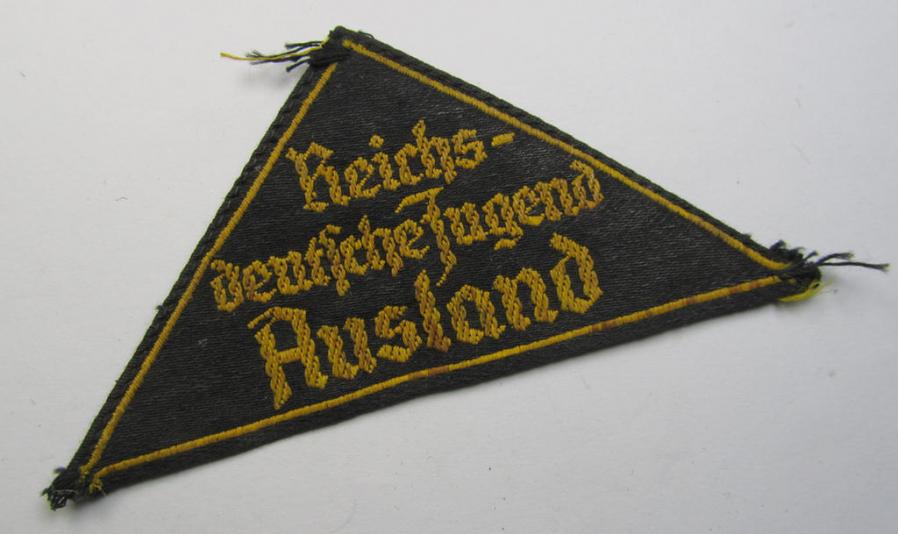 Reichs-
deutsche Jugend
Ausland